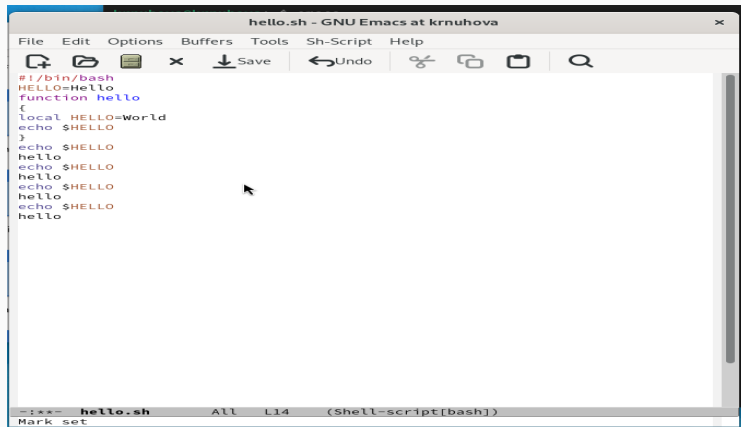 hello.sh - GNU Emacs at krnuhova ×
File Edit Options Buffers Tools Sh-Script Help
Save Undo
#!/bin/bash
HELLO=Hello
function hello
{
local HELLO=World
echo $HELLO
}
echo $HELLO
hello
echo $HELLO
hello
echo $HELLO
hello
echo $HELLO
hello
-:**- hello.sh All L14 (Shell-script[bash])
Mark set